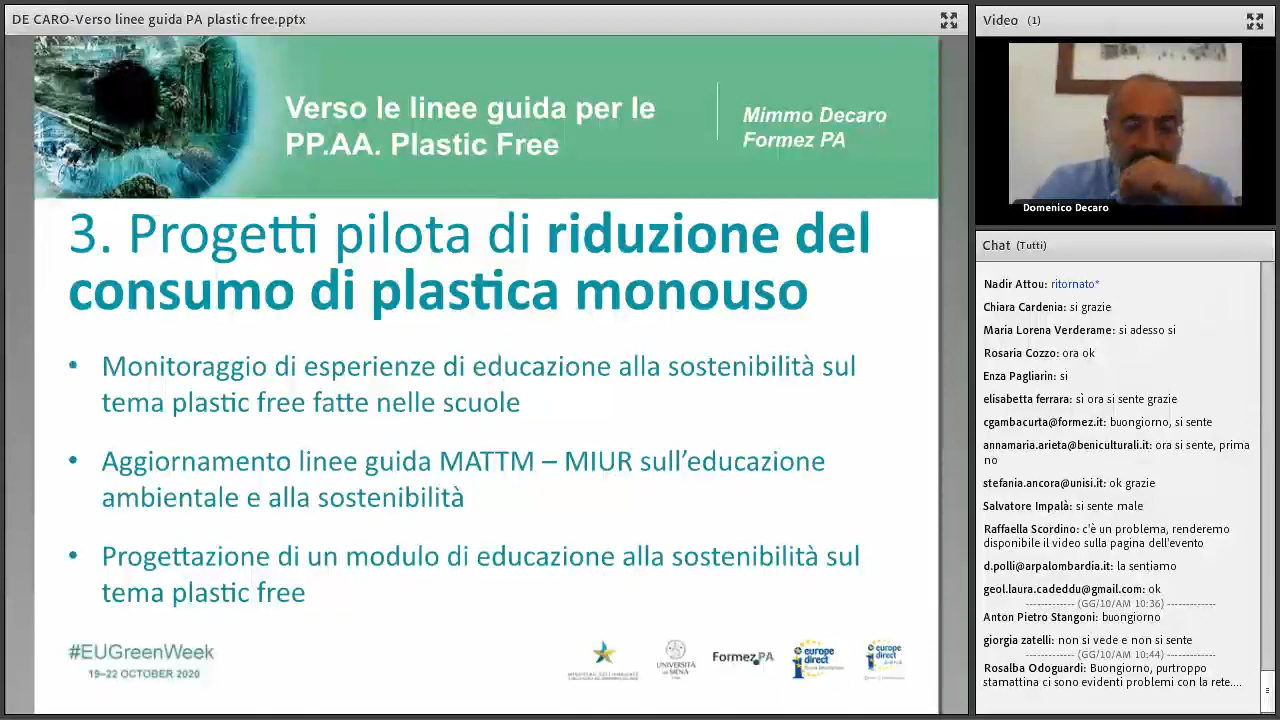 DE CARO-Verso linee guida PA plastic free.pptx
Verso le linee guida per le
PP.AA. Plastic Free
Mimmo Decaro
Formez PA
3. Progetti pilota di riduzione del
consumo di plastica monouso
• Monitoraggio di esperienze di educazione alla sostenibilità sul
tema plastic free fatte nelle scuole
• Aggiornamento linee guida MATTM – MIUR sull'educazione
ambientale e alla sostenibilità
• Progettazione di un modulo di educazione alla sostenibilità sul
tema plastic free
#EUGreenWeek
19–22 OCTOBER 2020
UNIVERSITÀ
DI SIENA
Formez PA
europe
direct
europe
direct
Video (1)
Domenico Decaro
Chat (Tutti)
Nadir Attou: ritornato*
Chiara Cardenia: si grazie
Maria Lorena Verderame: si adesso si
Rosaria Cozzo: ora ok
Enza Pagliarin: si
elisabetta ferrara: sì ora si sente grazie
cgambacurta@formez.it: buongiorno, si sente
annamaria.arieta@beniculturali.it: ora si sente, prima
no
stefania.ancora@unisi.it: ok grazie
Salvatore Impalà: si sente male
Raffaella Scordino: c'è un problema, renderemo
disponibile il video sulla pagina dell'evento
d.polli@arpalombardia.it: la sentiamo
geol.laura.cadeddu@gmail.com: ok
------------- (GG/10/AM 10:36) -------------
Anton Pietro Stangoni: buongiorno
giorgia zatelli: non si vede e non si sente
------------- (GG/10/AM 10:44) -------------
Rosalba Odoguardi: buongiorno, purtroppo
stamattina ci sono evidenti problemi con la rete....